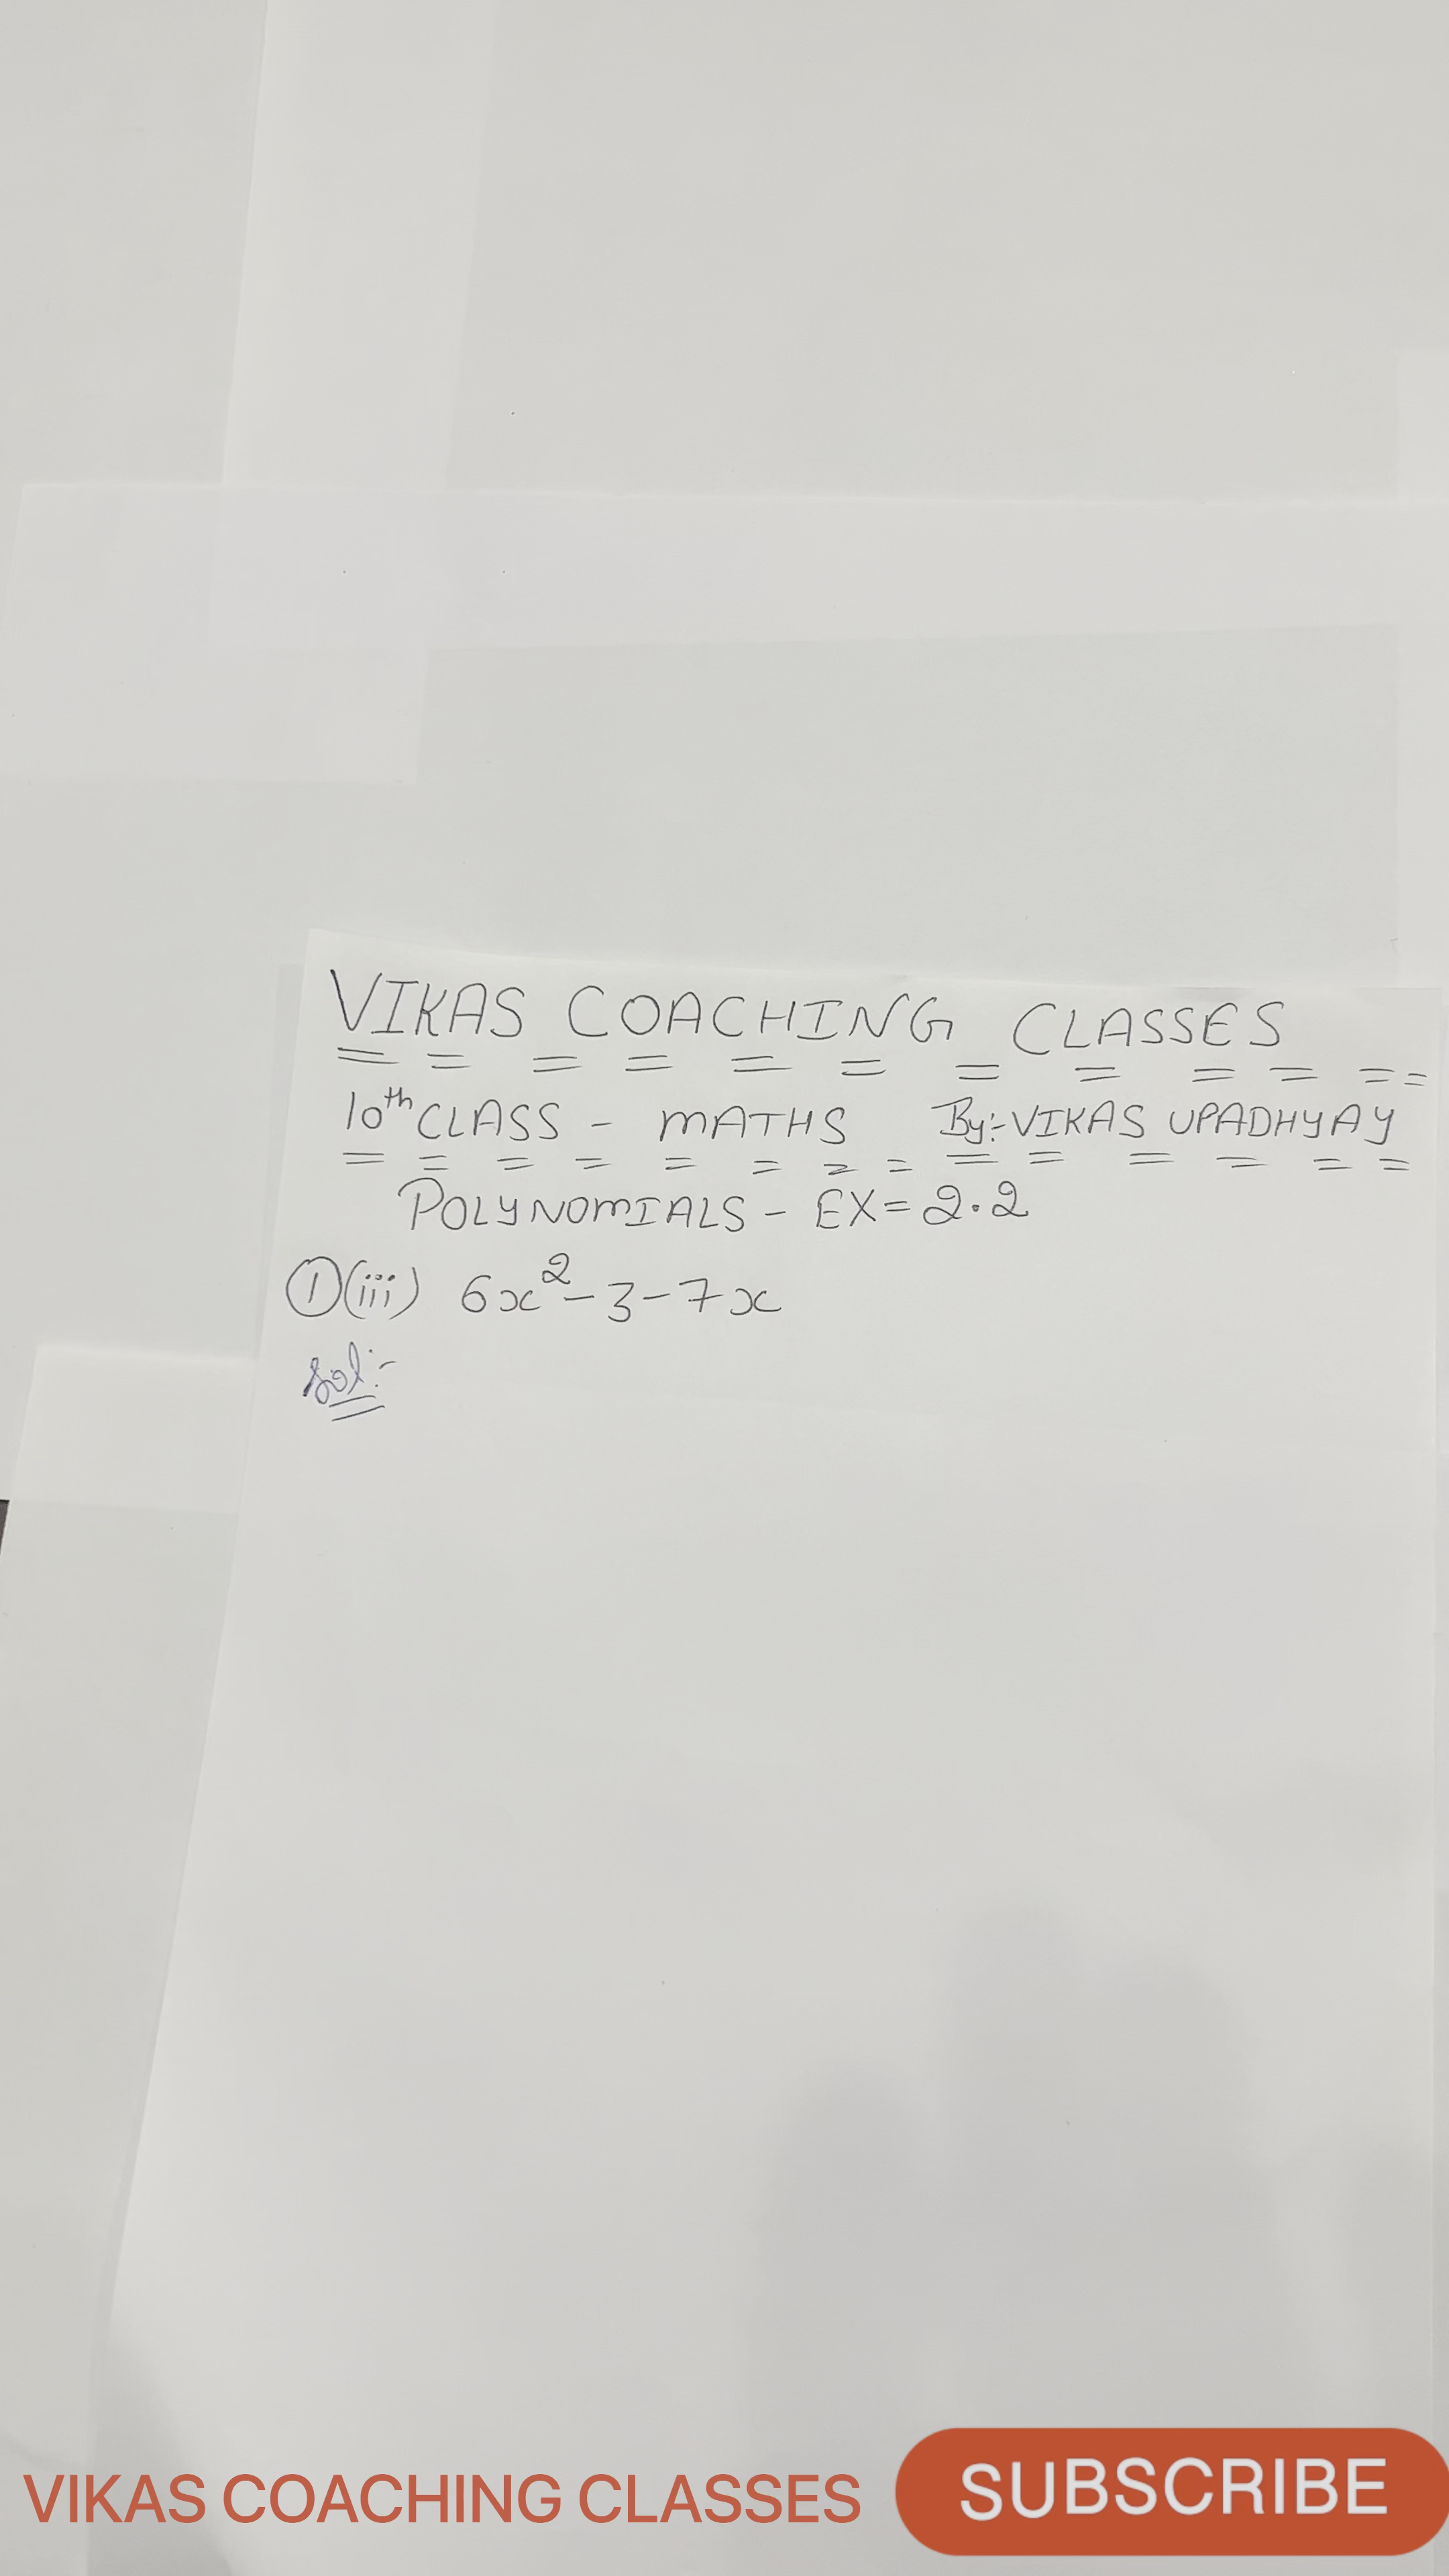 VIKAS COACHING CLASSES
10th CLASS - MATHS By:- VIKAS UPADHYAY
POLYNOMIALS - EX = 2.2
① (iii) 6x² - 3 - 7x
Sol:-
VIKAS COACHING CLASSES SUBSCRIBE